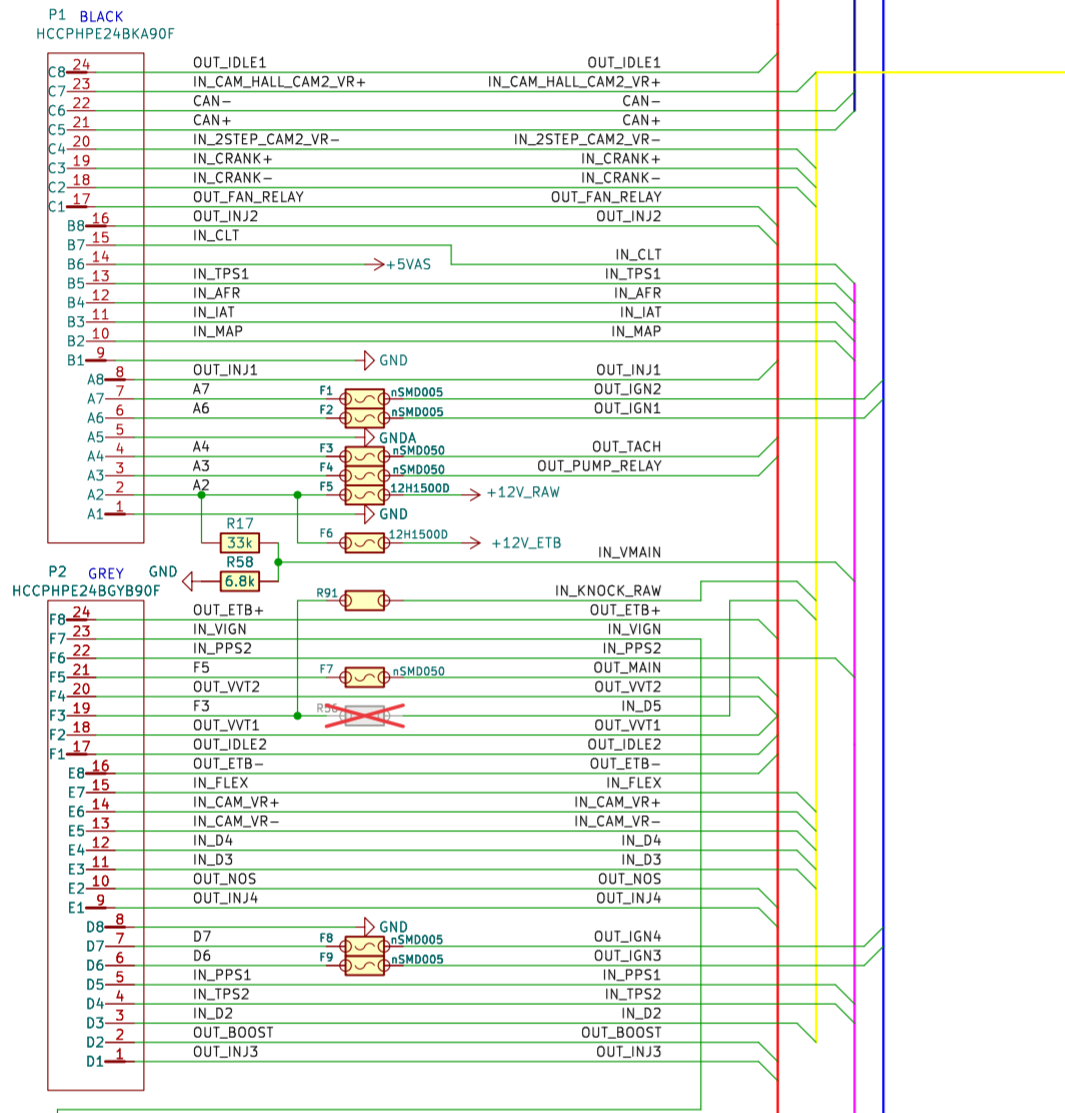 P1 BLACK
HCCPHPE24BKA90F
C8 24 OUT_IDLE1 OUT_IDLE1
C7 23 IN_CAM_HALL_CAM2_VR+ IN_CAM_HALL_CAM2_VR+
C6 22 CAN- CAN-
C5 21 CAN+ CAN+
C4 20 IN_2STEP_CAM2_VR- IN_2STEP_CAM2_VR-
C3 19 IN_CRANK+ IN_CRANK+
C2 18 IN_CRANK- IN_CRANK-
C1 17 OUT_FAN_RELAY OUT_FAN_RELAY
B8 16 OUT_INJ2 OUT_INJ2
B7 15 IN_CLT
B6 14 +5VAS IN_CLT
B5 13 IN_TPS1 IN_TPS1
B4 12 IN_AFR IN_AFR
B3 11 IN_IAT IN_IAT
B2 10 IN_MAP IN_MAP
B1 9 GND
A8 8 OUT_INJ1 OUT_INJ1
A7 7 A7 F1 nSMD005 OUT_IGN2
A6 6 A6 F2 nSMD005 OUT_IGN1
A5 5 GNDA
A4 4 A4 F3 nSMD050 OUT_TACH
A3 3 A3 F4 nSMD050 OUT_PUMP_RELAY
A2 2 A2 F5 12H1500D +12V_RAW
A1 1 GND
R17 33k F6 12H1500D +12V_ETB
R58 6.8k GND IN_VMAIN
P2 GREY
HCCPHPE24BGYB90F R91 IN_KNOCK_RAW
F8 24 OUT_ETB+ OUT_ETB+
F7 23 IN_VIGN IN_VIGN
F6 22 IN_PPS2 IN_PPS2
F5 21 F5 F7 nSMD050 OUT_MAIN
F4 20 OUT_VVT2 OUT_VVT2
F3 19 F3 IN_D5
F2 18 OUT_VVT1 OUT_VVT1
F1 17 OUT_IDLE2 OUT_IDLE2
E8 16 OUT_ETB- OUT_ETB-
E7 15 IN_FLEX IN_FLEX
E6 14 IN_CAM_VR+ IN_CAM_VR+
E5 13 IN_CAM_VR- IN_CAM_VR-
E4 12 IN_D4 IN_D4
E3 11 IN_D3 IN_D3
E2 10 OUT_NOS OUT_NOS
E1 9 OUT_INJ4 OUT_INJ4
D8 8 GND
D7 7 D7 F8 nSMD005 OUT_IGN4
D6 6 D6 F9 nSMD005 OUT_IGN3
D5 5 IN_PPS1 IN_PPS1
D4 4 IN_TPS2 IN_TPS2
D3 3 IN_D2 IN_D2
D2 2 OUT_BOOST OUT_BOOST
D1 1 OUT_INJ3 OUT_INJ3